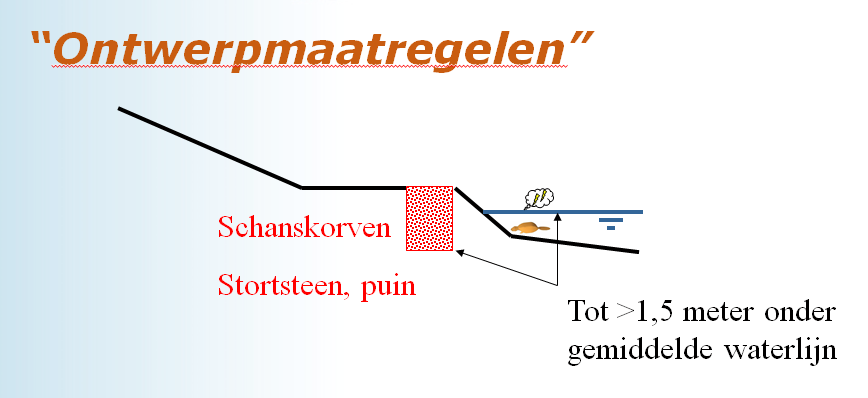 “Ontwerpmaatregelen”
Schanskorven
Stortsteen, puin
Tot >1,5 meter onder
gemiddelde waterlijn